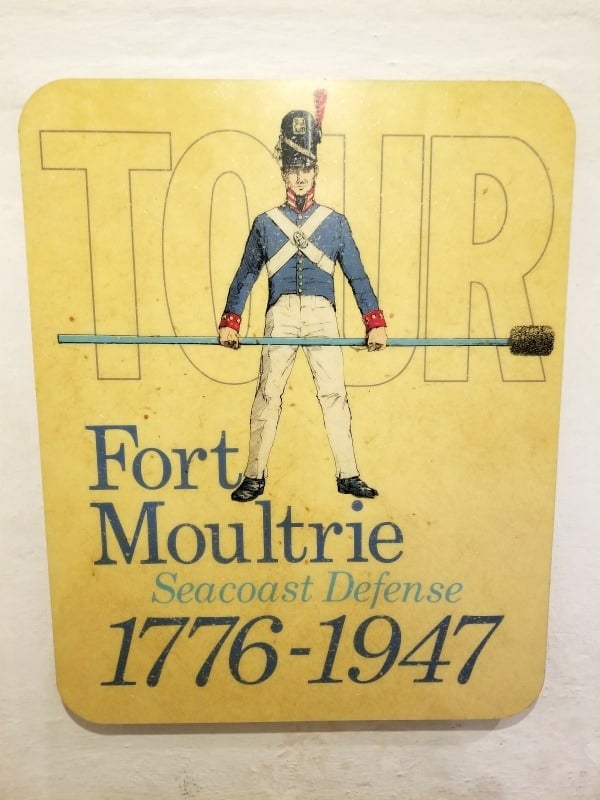 TOUR
Fort
Moultrie
Seacoast Defense
1776-1947